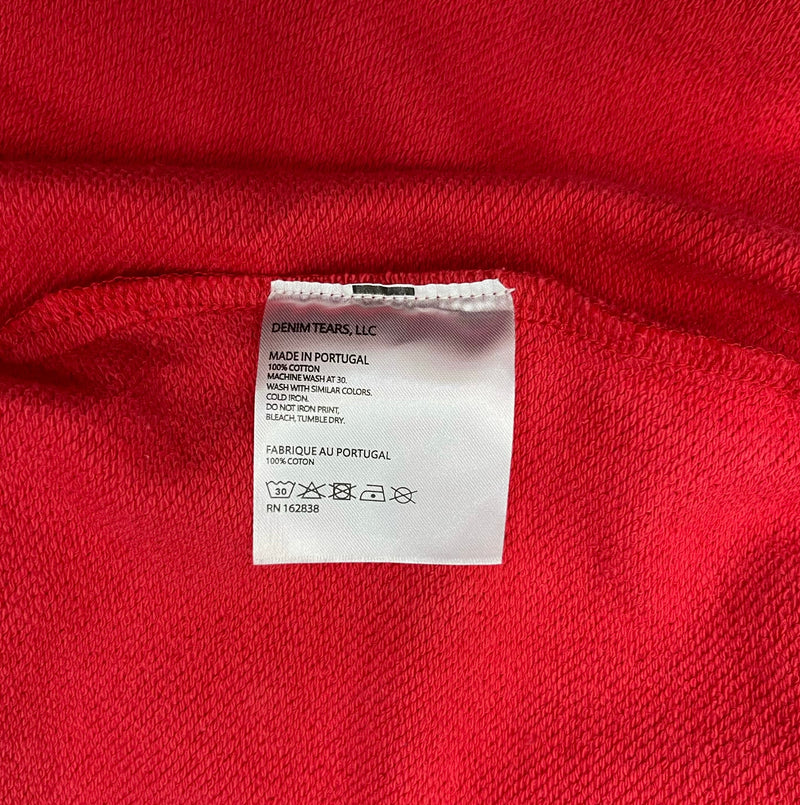 DENIM TEARS, LLC
MADE IN PORTUGAL
100% COTTON
MACHINE WASH AT 30.
WASH WITH SIMILAR COLORS.
COLD IRON.
DO NOT IRON PRINT,
BLEACH, TUMBLE DRY.
FABRIQUE AU PORTUGAL
100% COTON
30
RN 162838